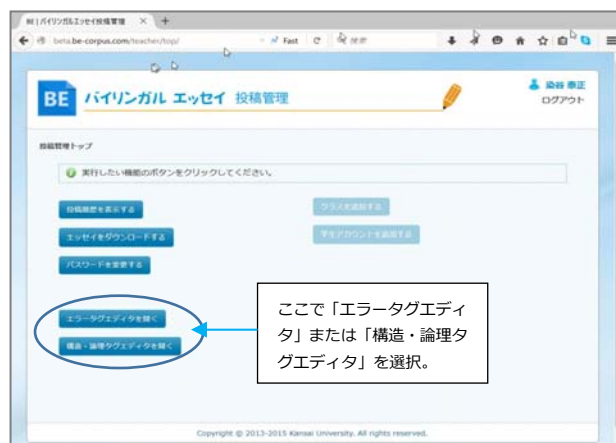 BE | バイリンガルエッセイ投稿管理
beta.be-corpus.com/teacher/top/
Fast
検索
BE バイリンガル エッセイ 投稿管理
染谷 泰正
ログアウト
投稿管理トップ
実行したい機能のボタンをクリックしてください。
投稿履歴を表示する
クラスを追加する
エッセイをダウンロードする
学生アカウントを追加する
パスワードを変更する
エラータグエディタを開く
構造・論理タグエディタを開く
ここで「エラータグエディ
タ」または「構造・論理タ
グエディタ」を選択。
Copyright © 2013-2015 Kansai University. All rights reserved.